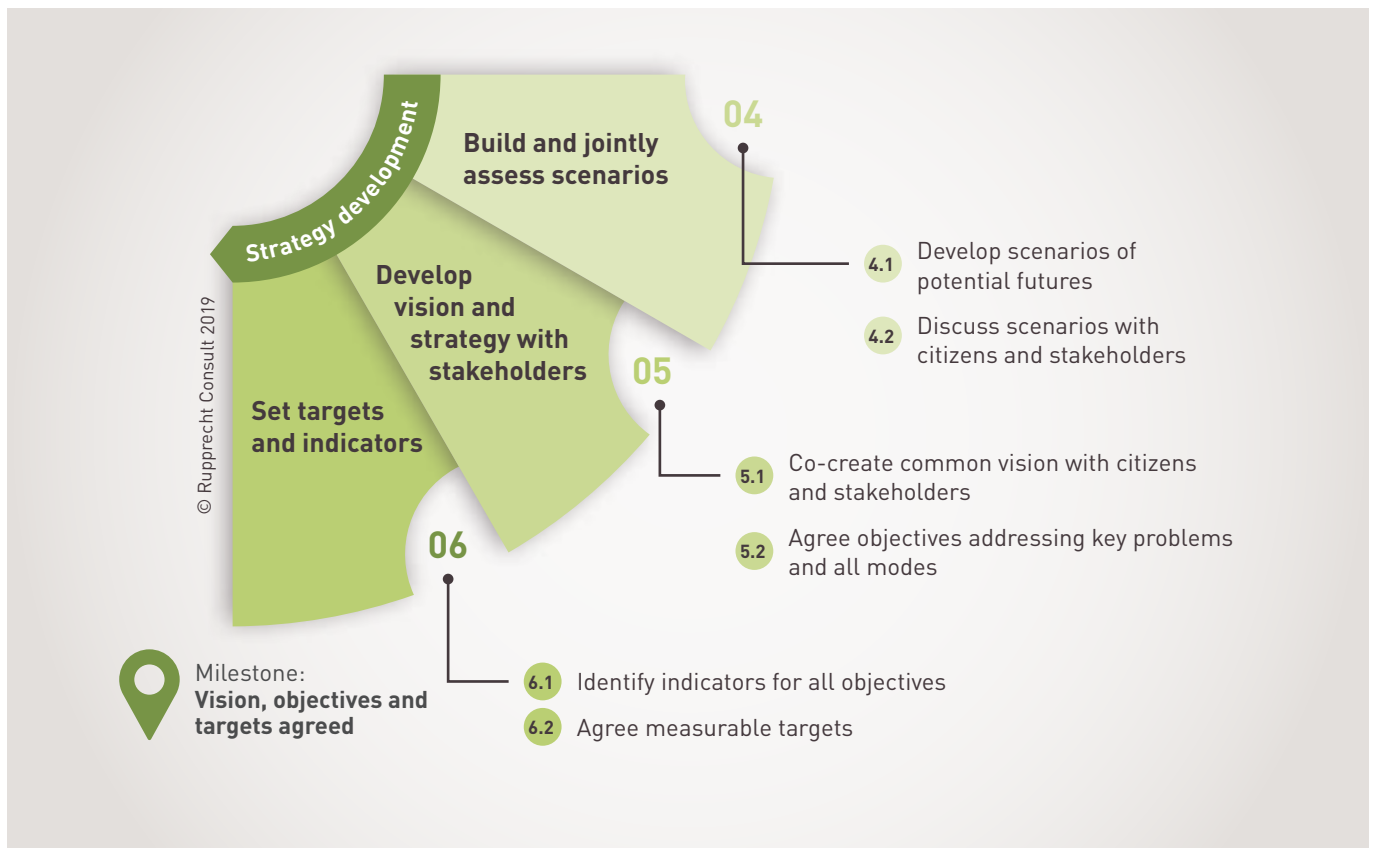 Strategy development
Build and jointly
assess scenarios
04
4.1
Develop scenarios of
potential futures
4.2
Discuss scenarios with
citizens and stakeholders
Develop
vision and
strategy with
stakeholders
05
5.1
Co-create common vision with citizens
and stakeholders
5.2
Agree objectives addressing key problems
and all modes
Set targets
and indicators
06
6.1
Identify indicators for all objectives
6.2
Agree measurable targets
Milestone:
Vision, objectives and
targets agreed
© Rupprecht Consult 2019